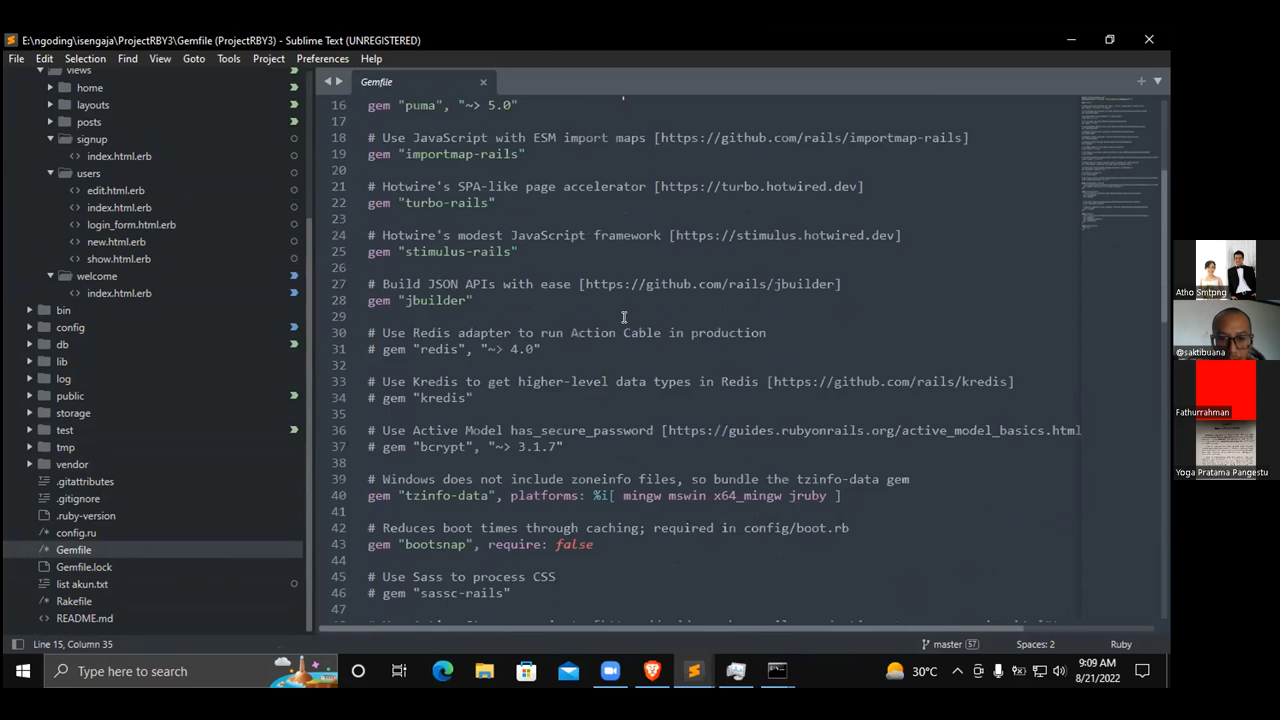 E:\ngoding\isengaja\ProjectRBY3\Gemfile (ProjectRBY3) - Sublime Text (UNREGISTERED)
File Edit Selection Find View Goto Tools Project Preferences Help
views
home
layouts
posts
signup
index.html.erb
users
edit.html.erb
index.html.erb
login_form.html.erb
new.html.erb
show.html.erb
welcome
index.html.erb
bin
config
db
lib
log
public
storage
test
tmp
vendor
.gitattributes
.gitignore
.ruby-version
config.ru
Gemfile
Gemfile.lock
list akun.txt
Rakefile
README.md
Gemfile
16 gem "puma", "~> 5.0"
17
18 # Use JavaScript with ESM import maps [https://github.com/rails/importmap-rails]
19 gem "importmap-rails"
20
21 # Hotwire's SPA-like page accelerator [https://turbo.hotwired.dev]
22 gem "turbo-rails"
23
24 # Hotwire's modest JavaScript framework [https://stimulus.hotwired.dev]
25 gem "stimulus-rails"
26
27 # Build JSON APIs with ease [https://github.com/rails/jbuilder]
28 gem "jbuilder"
29
30 # Use Redis adapter to run Action Cable in production
31 # gem "redis", "~> 4.0"
32
33 # Use Kredis to get higher-level data types in Redis [https://github.com/rails/kredis]
34 # gem "kredis"
35
36 # Use Active Model has_secure_password [https://guides.rubyonrails.org/active_model_basics.html
37 # gem "bcrypt", "~> 3.1.7"
38
39 # Windows does not include zoneinfo files, so bundle the tzinfo-data gem
40 gem "tzinfo-data", platforms: %i[ mingw mswin x64_mingw jruby ]
41
42 # Reduces boot times through caching; required in config/boot.rb
43 gem "bootsnap", require: false
44
45 # Use Sass to process CSS
46 # gem "sassc-rails"
47
Line 15, Column 35
master 57
Spaces: 2
Ruby
Type here to search
30°C
9:09 AM
8/21/2022
Atho Smtpng
@saktibuana
Fathurrahman
Yoga Pratama Pangestu